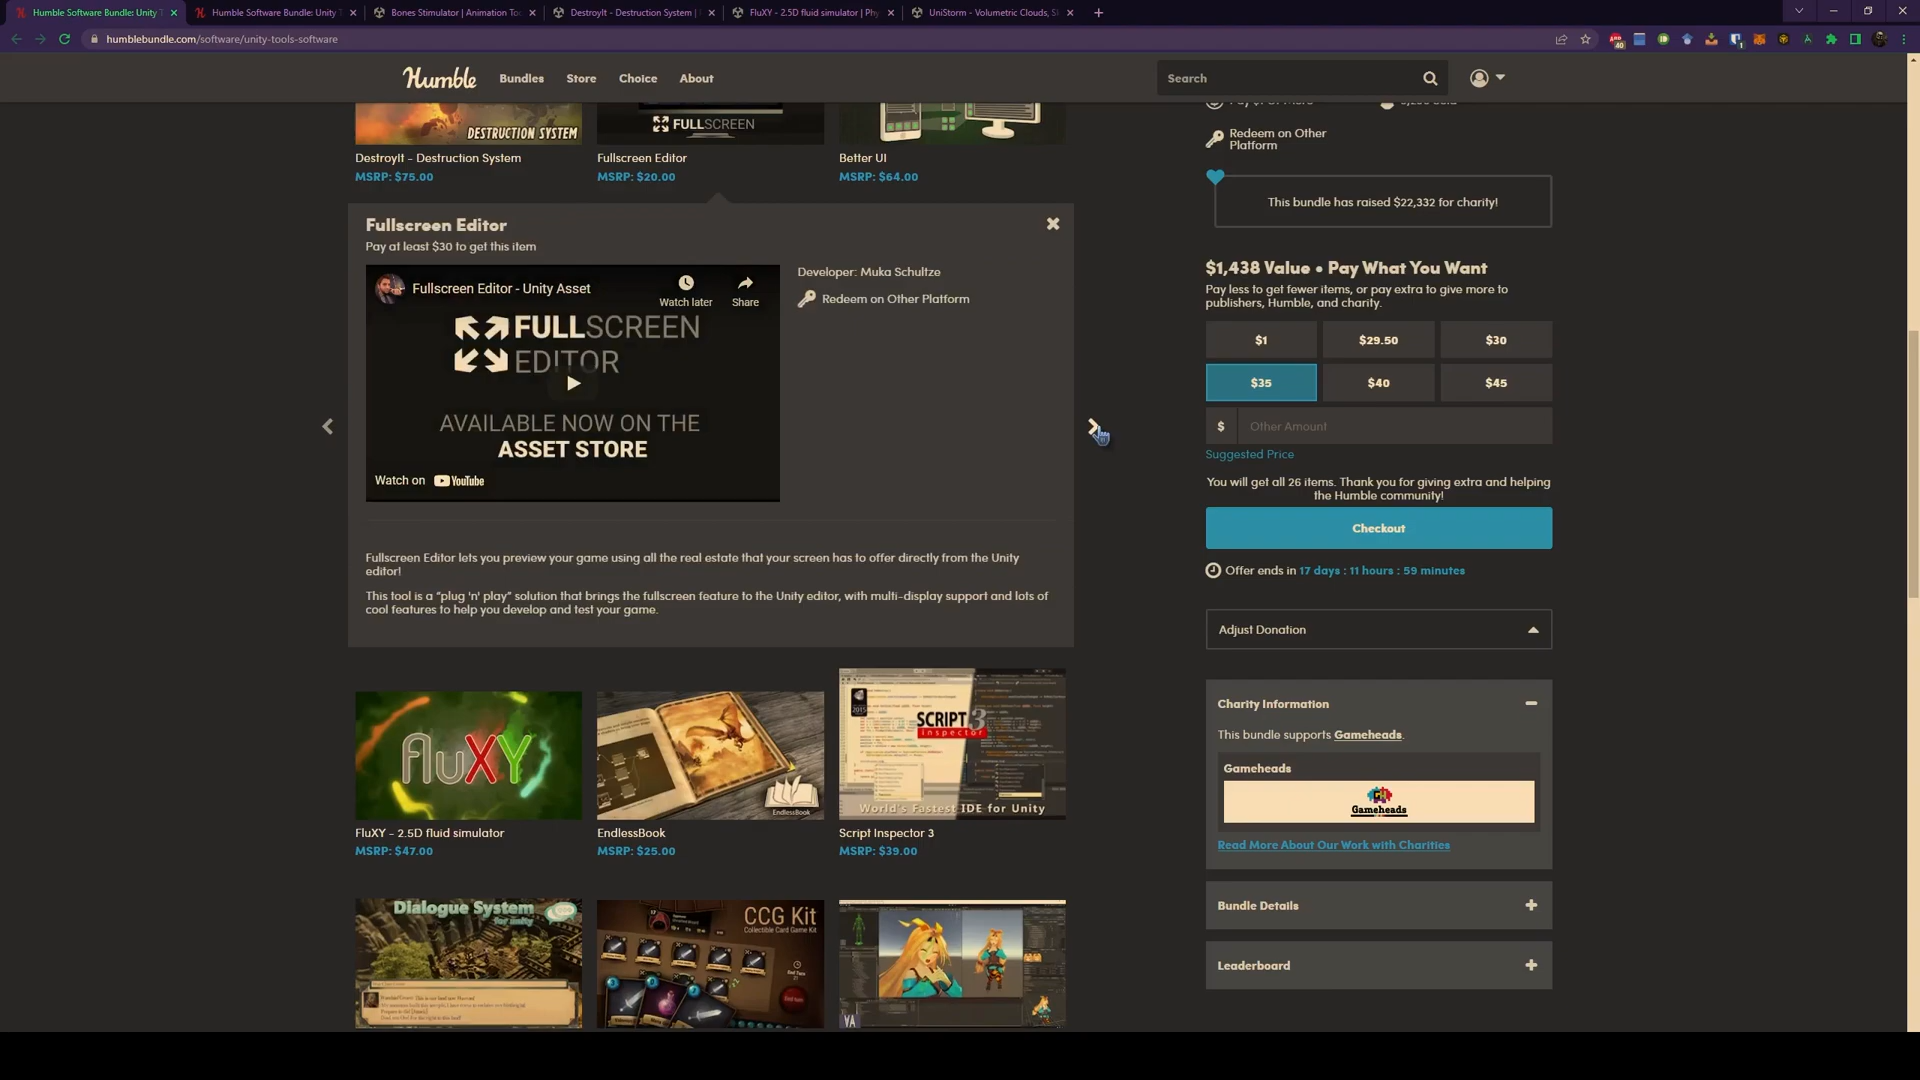 Humble Software Bundle: Unity T
Humble Software Bundle: Unity T
Bones Stimulator | Animation Too
DestroyIt - Destruction System |
FluXY - 2.5D fluid simulator | Phy
UniStorm - Volumetric Clouds, Sk
humblebundle.com/software/unity-tools-software
Humble
Bundles
Store
Choice
About
Search
DESTRUCTION SYSTEM
FULLSCREEN
DestroyIt - Destruction System
Fullscreen Editor
Better UI
MSRP: $75.00
MSRP: $20.00
MSRP: $64.00
Redeem on Other
Platform
This bundle has raised $22,332 for charity!
Fullscreen Editor
Pay at least $30 to get this item
Fullscreen Editor - Unity Asset
Watch later
Share
FULLSCREEN
EDITOR
AVAILABLE NOW ON THE
ASSET STORE
Watch on YouTube
Developer: Muka Schultze
Redeem on Other Platform
Fullscreen Editor lets you preview your game using all the real estate that your screen has to offer directly from the Unity
editor!
This tool is a “plug 'n' play” solution that brings the fullscreen feature to the Unity editor, with multi-display support and lots of
cool features to help you develop and test your game.
$1,438 Value • Pay What You Want
Pay less to get fewer items, or pay extra to give more to
publishers, Humble, and charity.
$1
$29.50
$30
$35
$40
$45
$
Other Amount
Suggested Price
You will get all 26 items. Thank you for giving extra and helping
the Humble community!
Checkout
Offer ends in 17 days : 11 hours : 59 minutes
Adjust Donation
Charity Information
This bundle supports Gameheads.
Gameheads
Gameheads
Read More About Our Work with Charities
Bundle Details
Leaderboard
fluXY
EndlessBook
SCRIPT 3
inspector
World's Fastest IDE for Unity
FluXY - 2.5D fluid simulator
EndlessBook
Script Inspector 3
MSRP: $47.00
MSRP: $25.00
MSRP: $39.00
Dialogue System
for unity
CCG Kit
Collectible Card Game Kit